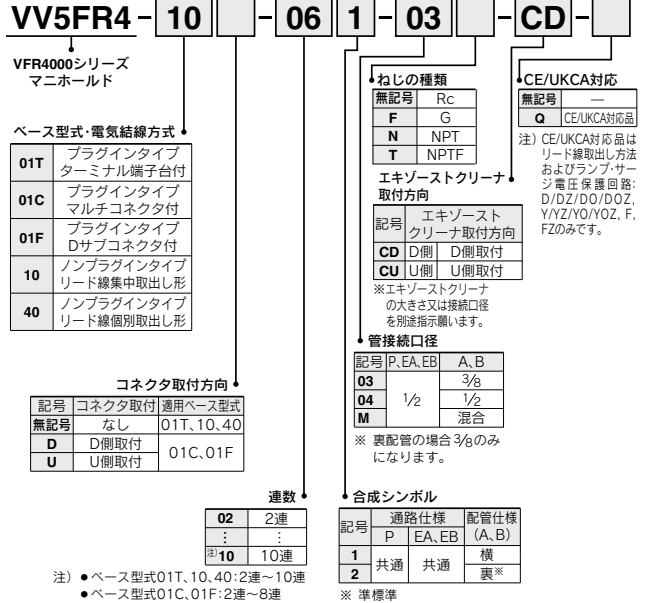 VV5FR4-10 -06 1-03 -CD-
VFR4000シリーズ
マニホールド
ベース型式･電気結線方式
01T プラグインタイプ
ターミナル端子台付
01C プラグインタイプ
マルチコネクタ付
01F プラグインタイプ
Dサブコネクタ付
10 ノンプラグインタイプ
リード線集中取出し形
40 ノンプラグインタイプ
リード線個別取出し形
コネクタ取付方向
記号 コネクタ取付 適用ベース型式
無記号 なし 01T、10、40
D D側取付 01C、01F
U U側取付
連数
02 2連
⋮ ⋮
注)10 10連
注) ●ベース型式01T、10、40:2連〜10連
●ベース型式01C、01F:2連〜8連
ねじの種類
無記号 Rc
F G
N NPT
T NPTF
エキゾーストクリーナ
取付方向
記号 エキゾースト
クリーナ取付方向
CD D側 D側取付
CU U側 U側取付
※エキゾーストクリーナ
の大きさ又は接続口径
を別途指示願います。
管接続口径
記号 P、EA、EB A、B
03 1/2 3/8
04 1/2
M 混合
※ 裏配管の場合3/8のみ
になります。
合成シンボル
記号 通路仕様 配管仕様
P EA、EB (A、B)
1 共通 共通 横
2 裏※
※ 準標準
CE/UKCA対応
無記号 —
Q CE/UKCA対応品
注) CE/UKCA対応品は
リード線取出し方法
およびランプ･サー
ジ電圧保護回路:
D/DZ/DO/DOZ,
Y/YZ/YO/YOZ, F,
FZのみです。